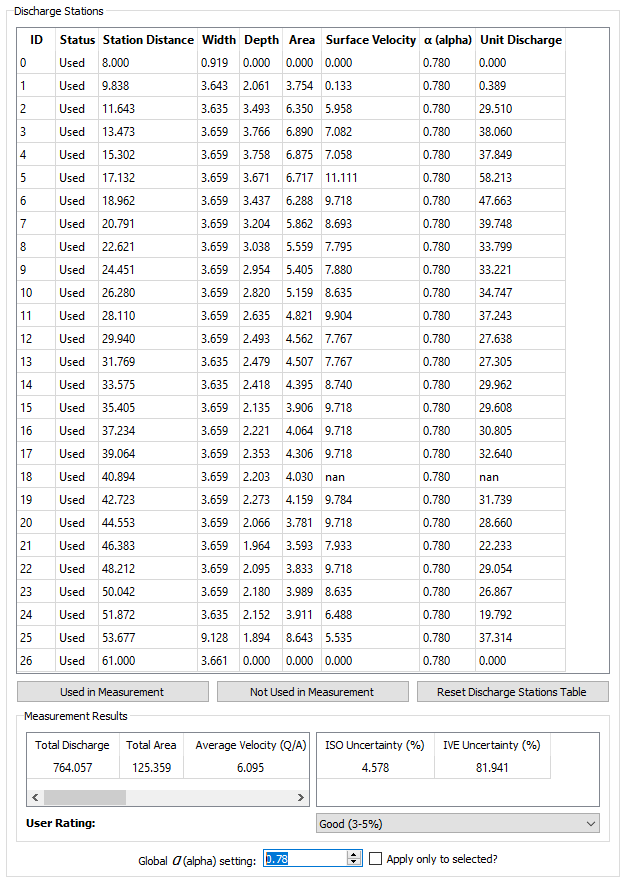 Discharge Stations
ID Status Station Distance Width Depth Area Surface Velocity α (alpha) Unit Discharge
0 Used 8.000 0.919 0.000 0.000 0.000 0.780 0.000
1 Used 9.838 3.643 2.061 3.754 0.133 0.780 0.389
2 Used 11.643 3.635 3.493 6.350 5.958 0.780 29.510
3 Used 13.473 3.659 3.766 6.890 7.082 0.780 38.060
4 Used 15.302 3.659 3.758 6.875 7.058 0.780 37.849
5 Used 17.132 3.659 3.671 6.717 11.111 0.780 58.213
6 Used 18.962 3.659 3.437 6.288 9.718 0.780 47.663
7 Used 20.791 3.659 3.204 5.862 8.693 0.780 39.748
8 Used 22.621 3.659 3.038 5.559 7.795 0.780 33.799
9 Used 24.451 3.659 2.954 5.405 7.880 0.780 33.221
10 Used 26.280 3.659 2.820 5.159 8.635 0.780 34.747
11 Used 28.110 3.659 2.635 4.821 9.904 0.780 37.243
12 Used 29.940 3.659 2.493 4.562 7.767 0.780 27.638
13 Used 31.769 3.635 2.479 4.507 7.767 0.780 27.305
14 Used 33.575 3.635 2.418 4.395 8.740 0.780 29.962
15 Used 35.405 3.659 2.135 3.906 9.718 0.780 29.608
16 Used 37.234 3.659 2.221 4.064 9.718 0.780 30.805
17 Used 39.064 3.659 2.353 4.306 9.718 0.780 32.640
18 Used 40.894 3.659 2.203 4.030 nan 0.780 nan
19 Used 42.723 3.659 2.273 4.159 9.784 0.780 31.739
20 Used 44.553 3.659 2.066 3.781 9.718 0.780 28.660
21 Used 46.383 3.659 1.964 3.593 7.933 0.780 22.233
22 Used 48.212 3.659 2.095 3.833 9.718 0.780 29.054
23 Used 50.042 3.659 2.180 3.989 8.635 0.780 26.867
24 Used 51.872 3.635 2.152 3.911 6.488 0.780 19.792
25 Used 53.677 9.128 1.894 8.643 5.535 0.780 37.314
26 Used 61.000 3.661 0.000 0.000 0.000 0.780 0.000
Used in Measurement Not Used in Measurement Reset Discharge Stations Table
Measurement Results
Total Discharge Total Area Average Velocity (Q/A) ISO Uncertainty (%) IVE Uncertainty (%)
764.057 125.359 6.095 4.578 81.941
User Rating: Good (3-5%)
Global α (alpha) setting: 0.78 Apply only to selected?